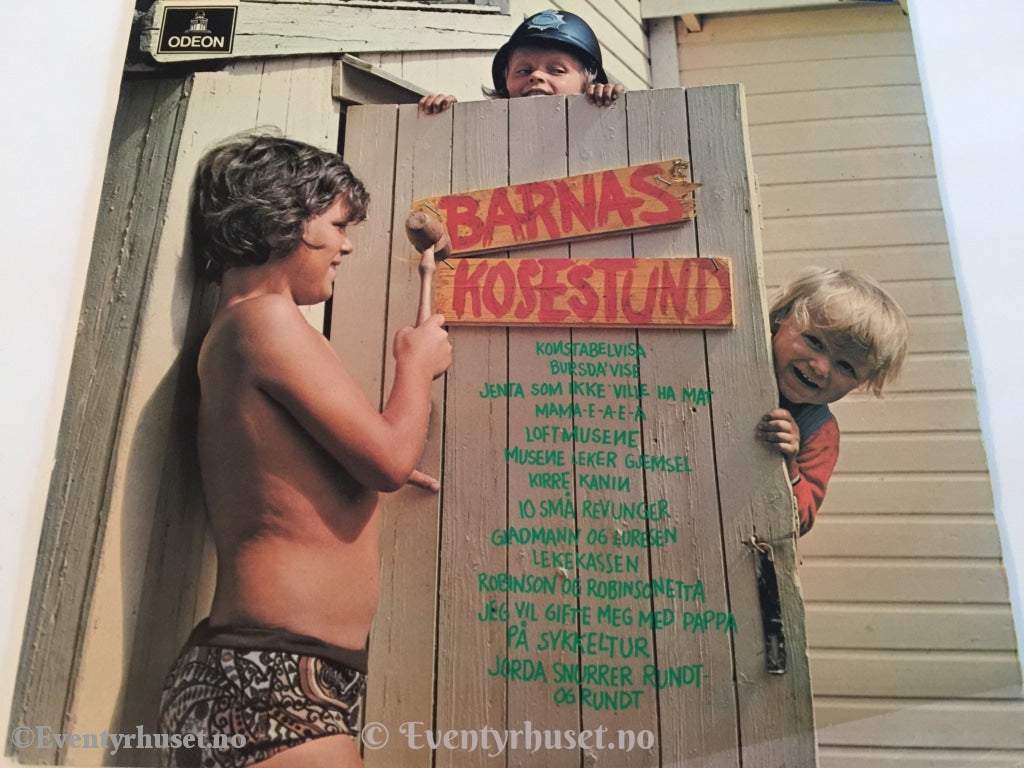 ODEON
BARNAS
KOSESTUND
KONSTABELVISA
BURSDA'VISE
JENTA SOM IKKE VILLE HA MAT
MAMA-E-A-E-A
LOFTMUSENE
MUSENE LEKER GJEMSEL
KIRRE KANIN
10 SMÅ REVUNGER
GLADMANN OG LURESEN
LEKEKASSEN
ROBINSON OG ROBINSONETTA
JEG VIL GIFTE MEG MED PAPPA
PÅ SYKKELTUR
JORDA SNURRER RUNDT-
OG RUNDT
©Eventyrhuset.no
© Eventyrhuset.no